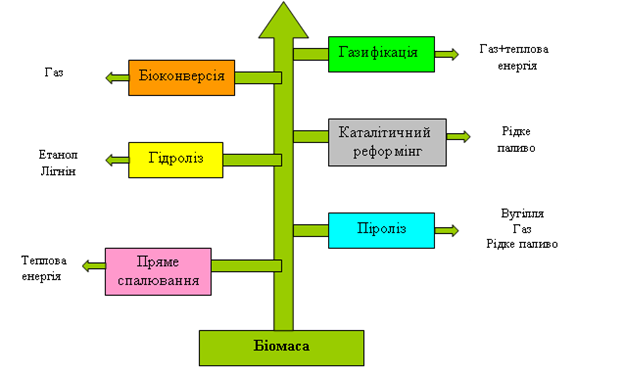 Газифікація
Газ+теплова
енергія
Газ
Біоконверсія
Каталітичний
реформінг
Рідке
паливо
Етанол
Лігнін
Гідроліз
Піроліз
Вугілля
Газ
Рідке паливо
Теплова
енергія
Пряме
спалювання
Біомаса